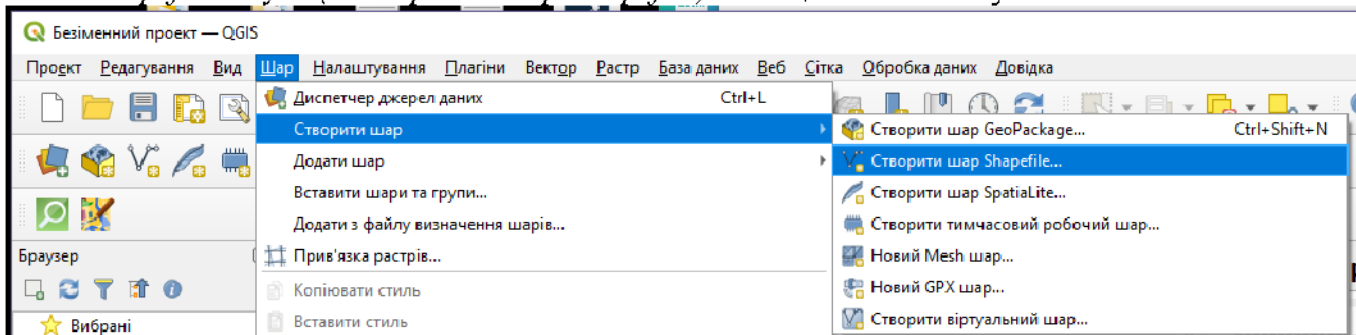 Безіменний проект — QGIS
Проект Редагування Вид Шар Налаштування Плагіни Вектор Растр База даних Веб Сітка Обробка даних Довідка
Диспетчер джерел даних Ctrl+L
Створити шар
Створити шар GeoPackage... Ctrl+Shift+N
Додати шар
Створити шар Shapefile...
Вставити шари та групи...
Створити шар SpatiaLite...
Додати з файлу визначення шарів...
Створити тимчасовий робочий шар...
Браузер
Прив'язка растрів...
Новий Mesh шар...
Копіювати стиль
Новий GPX шар...
Вибрані
Вставити стиль
Створити віртуальний шар...